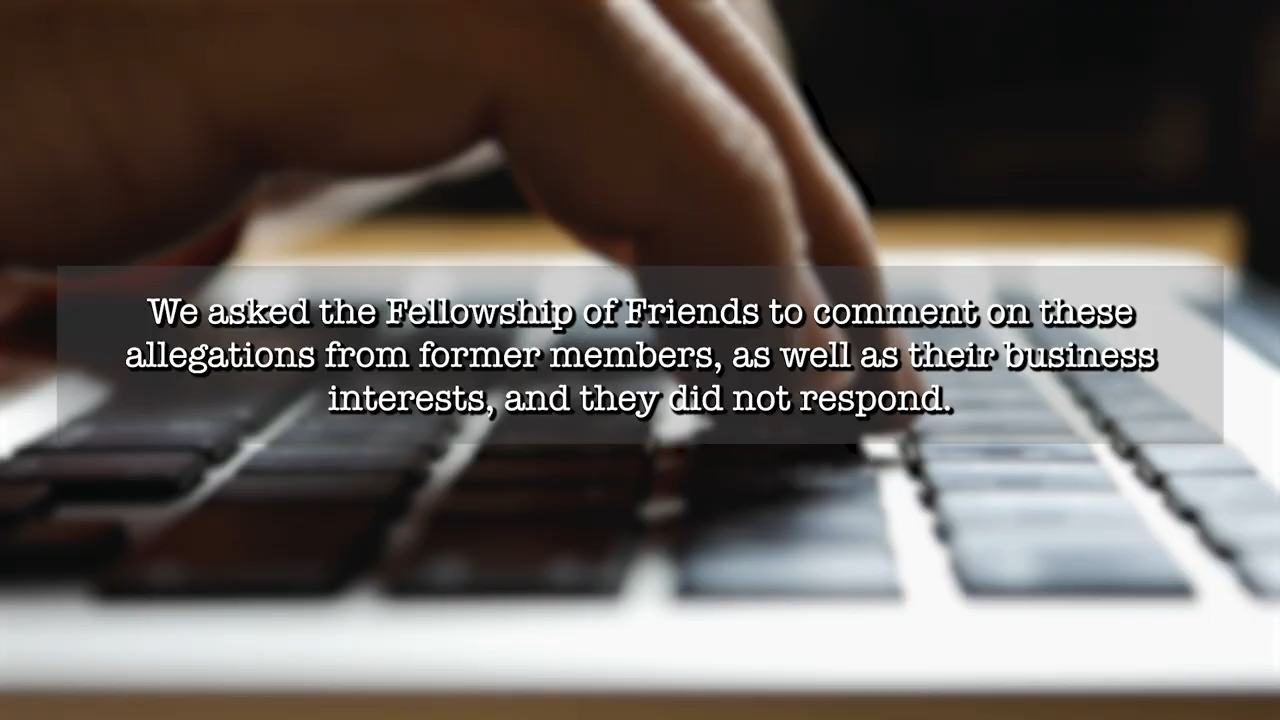 We asked the Fellowship of Friends to comment on these
allegations from former members, as well as their business
interests, and they did not respond.